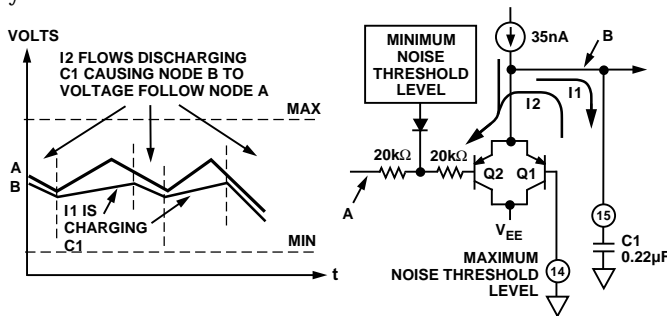 VOLTS
I2 FLOWS DISCHARGING
C1 CAUSING NODE B TO
VOLTAGE FOLLOW NODE A
MAX
A
B
I1 IS
CHARGING
C1
MIN
t
MINIMUM
NOISE
THRESHOLD
LEVEL
35nA
B
I2
I1
20kΩ
20kΩ
Q2
Q1
A
VEE
15
C1
0.22µF
MAXIMUM
NOISE THRESHOLD
LEVEL
14